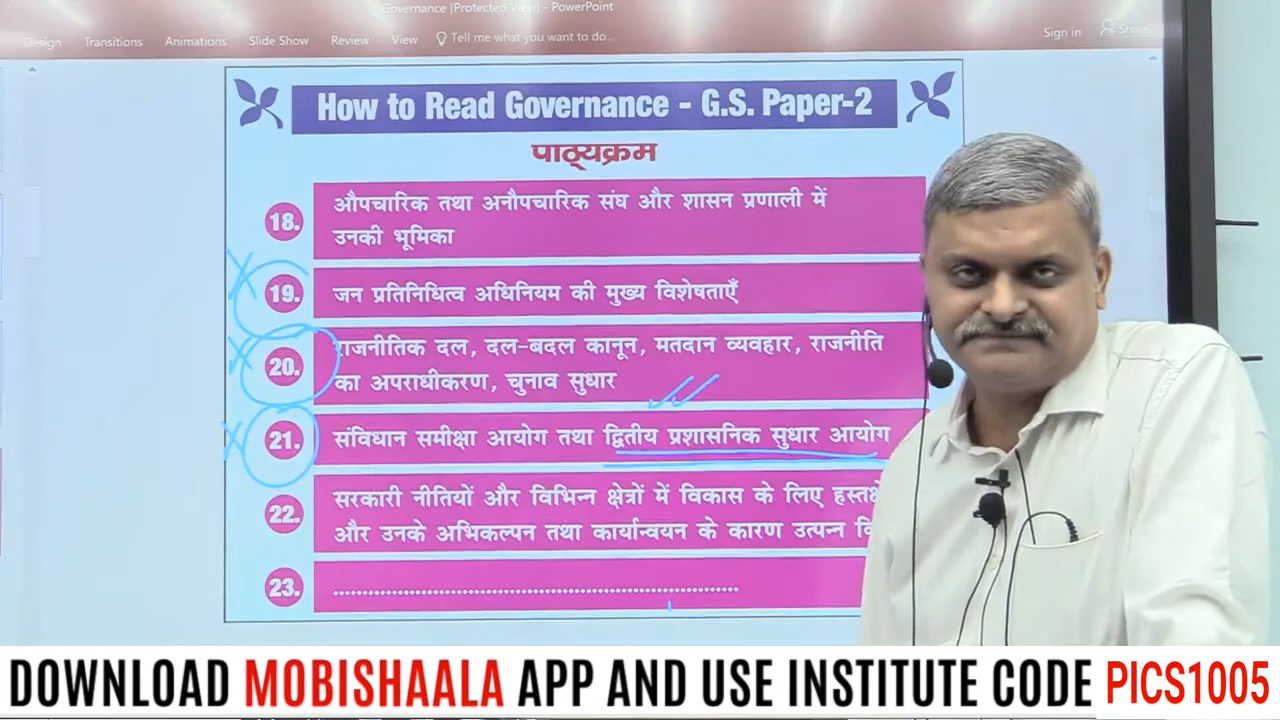 Governance [Protected View] - PowerPoint
Design Transitions Animations Slide Show Review View Tell me what you want to do... Sign in Share
How to Read Governance - G.S. Paper-2
पाठ्यक्रम
18. औपचारिक तथा अनौपचारिक संघ और शासन प्रणाली में
उनकी भूमिका
19. जन प्रतिनिधित्व अधिनियम की मुख्य विशेषताएँ
20. राजनीतिक दल, दल-बदल कानून, मतदान व्यवहार, राजनीति
का अपराधीकरण, चुनाव सुधार
21. संविधान समीक्षा आयोग तथा द्वितीय प्रशासनिक सुधार आयोग
22. सरकारी नीतियों और विभिन्न क्षेत्रों में विकास के लिए
और उनके अभिकल्पन तथा कार्यान्वयन के कारण उत्पन्न
23. ........................................................................
DOWNLOAD MOBISHAALA APP AND USE INSTITUTE CODE PICS1005